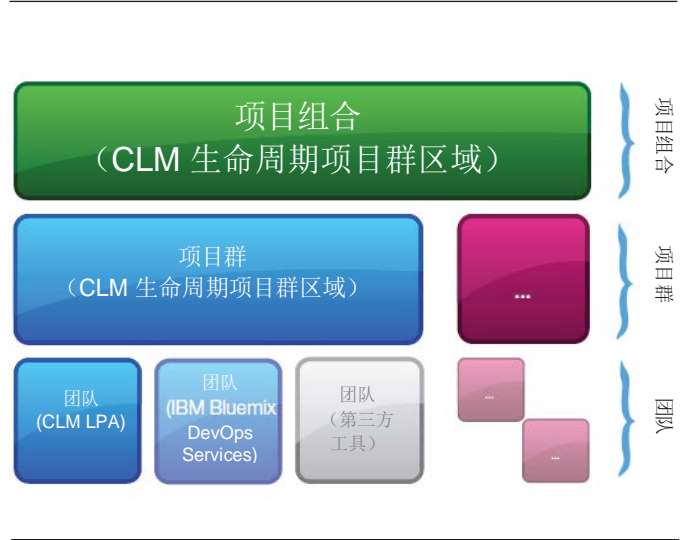 项目组合
（CLM 生命周期项目群区域）
项目组合
项目群
（CLM 生命周期项目群区域）
...
项目群
团队
(CLM LPA)
团队
(IBM Bluemix
DevOps
Services)
团队
（第三方
工具）
...
...
团队